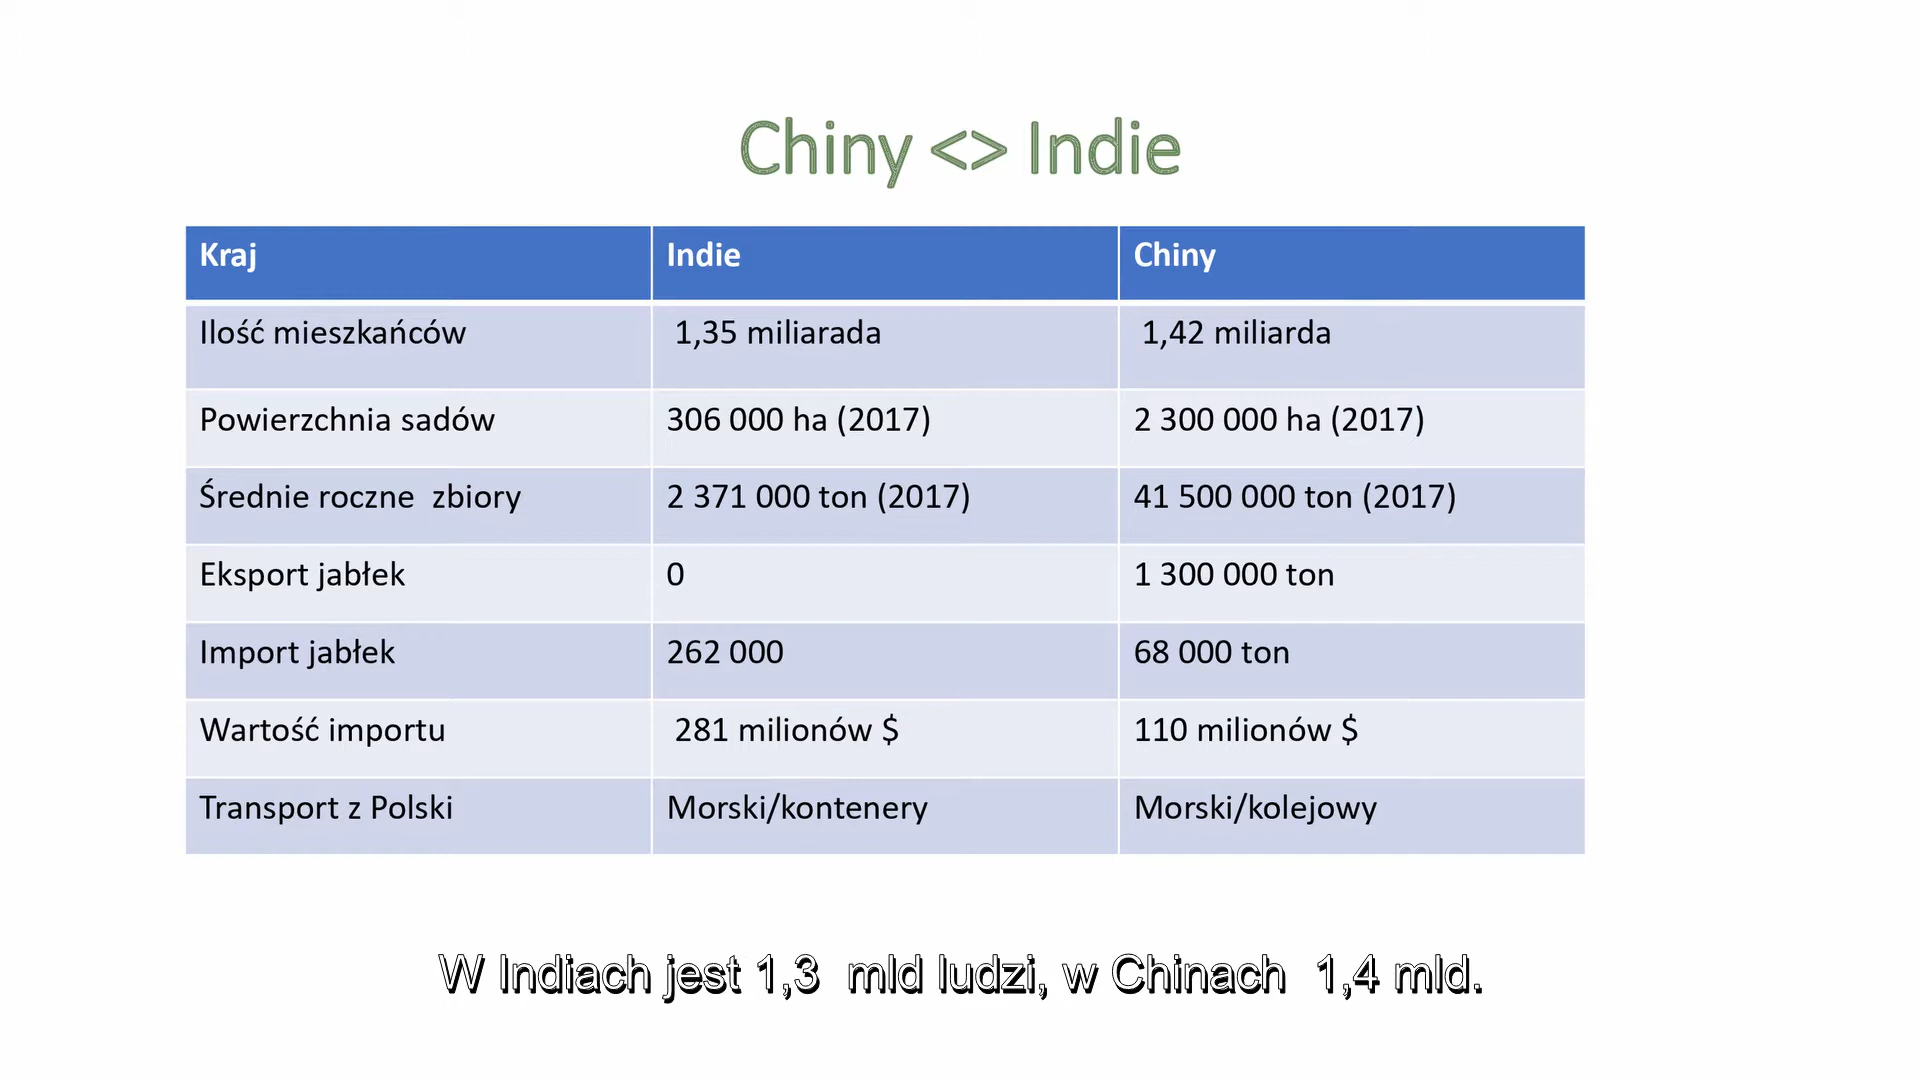 Chiny <> Indie
Kraj Indie Chiny
Ilość mieszkańców 1,35 miliarada 1,42 miliarda
Powierzchnia sadów 306 000 ha (2017) 2 300 000 ha (2017)
Średnie roczne zbiory 2 371 000 ton (2017) 41 500 000 ton (2017)
Eksport jabłek 0 1 300 000 ton
Import jabłek 262 000 68 000 ton
Wartość importu 281 milionów $ 110 milionów $
Transport z Polski Morski/kontenery Morski/kolejowy
W Indiach jest 1,3 mld ludzi, w Chinach 1,4 mld.